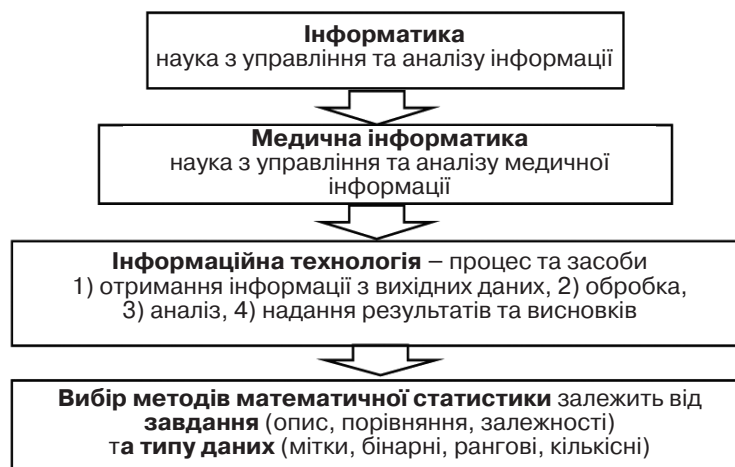 Інформатика
наука з управління та аналізу інформації
Медична інформатика
наука з управління та аналізу медичної
інформації
Інформаційна технологія – процес та засоби
1) отримання інформації з вихідних даних, 2) обробка,
3) аналіз, 4) надання результатів та висновків
Вибір методів математичної статистики залежить від
завдання (опис, порівняння, залежності)
та типу даних (мітки, бінарні, рангові, кількісні)